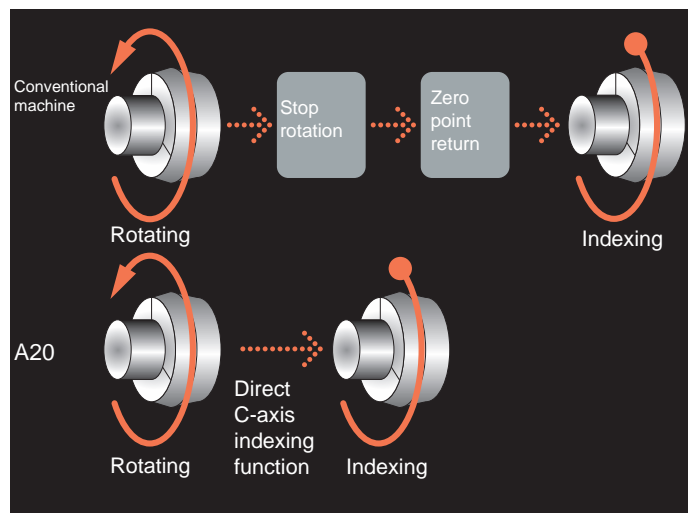 Conventional
machine
Stop
rotation
Zero
point
return
Rotating
Indexing
A20
Direct
C-axis
indexing
function
Rotating
Indexing